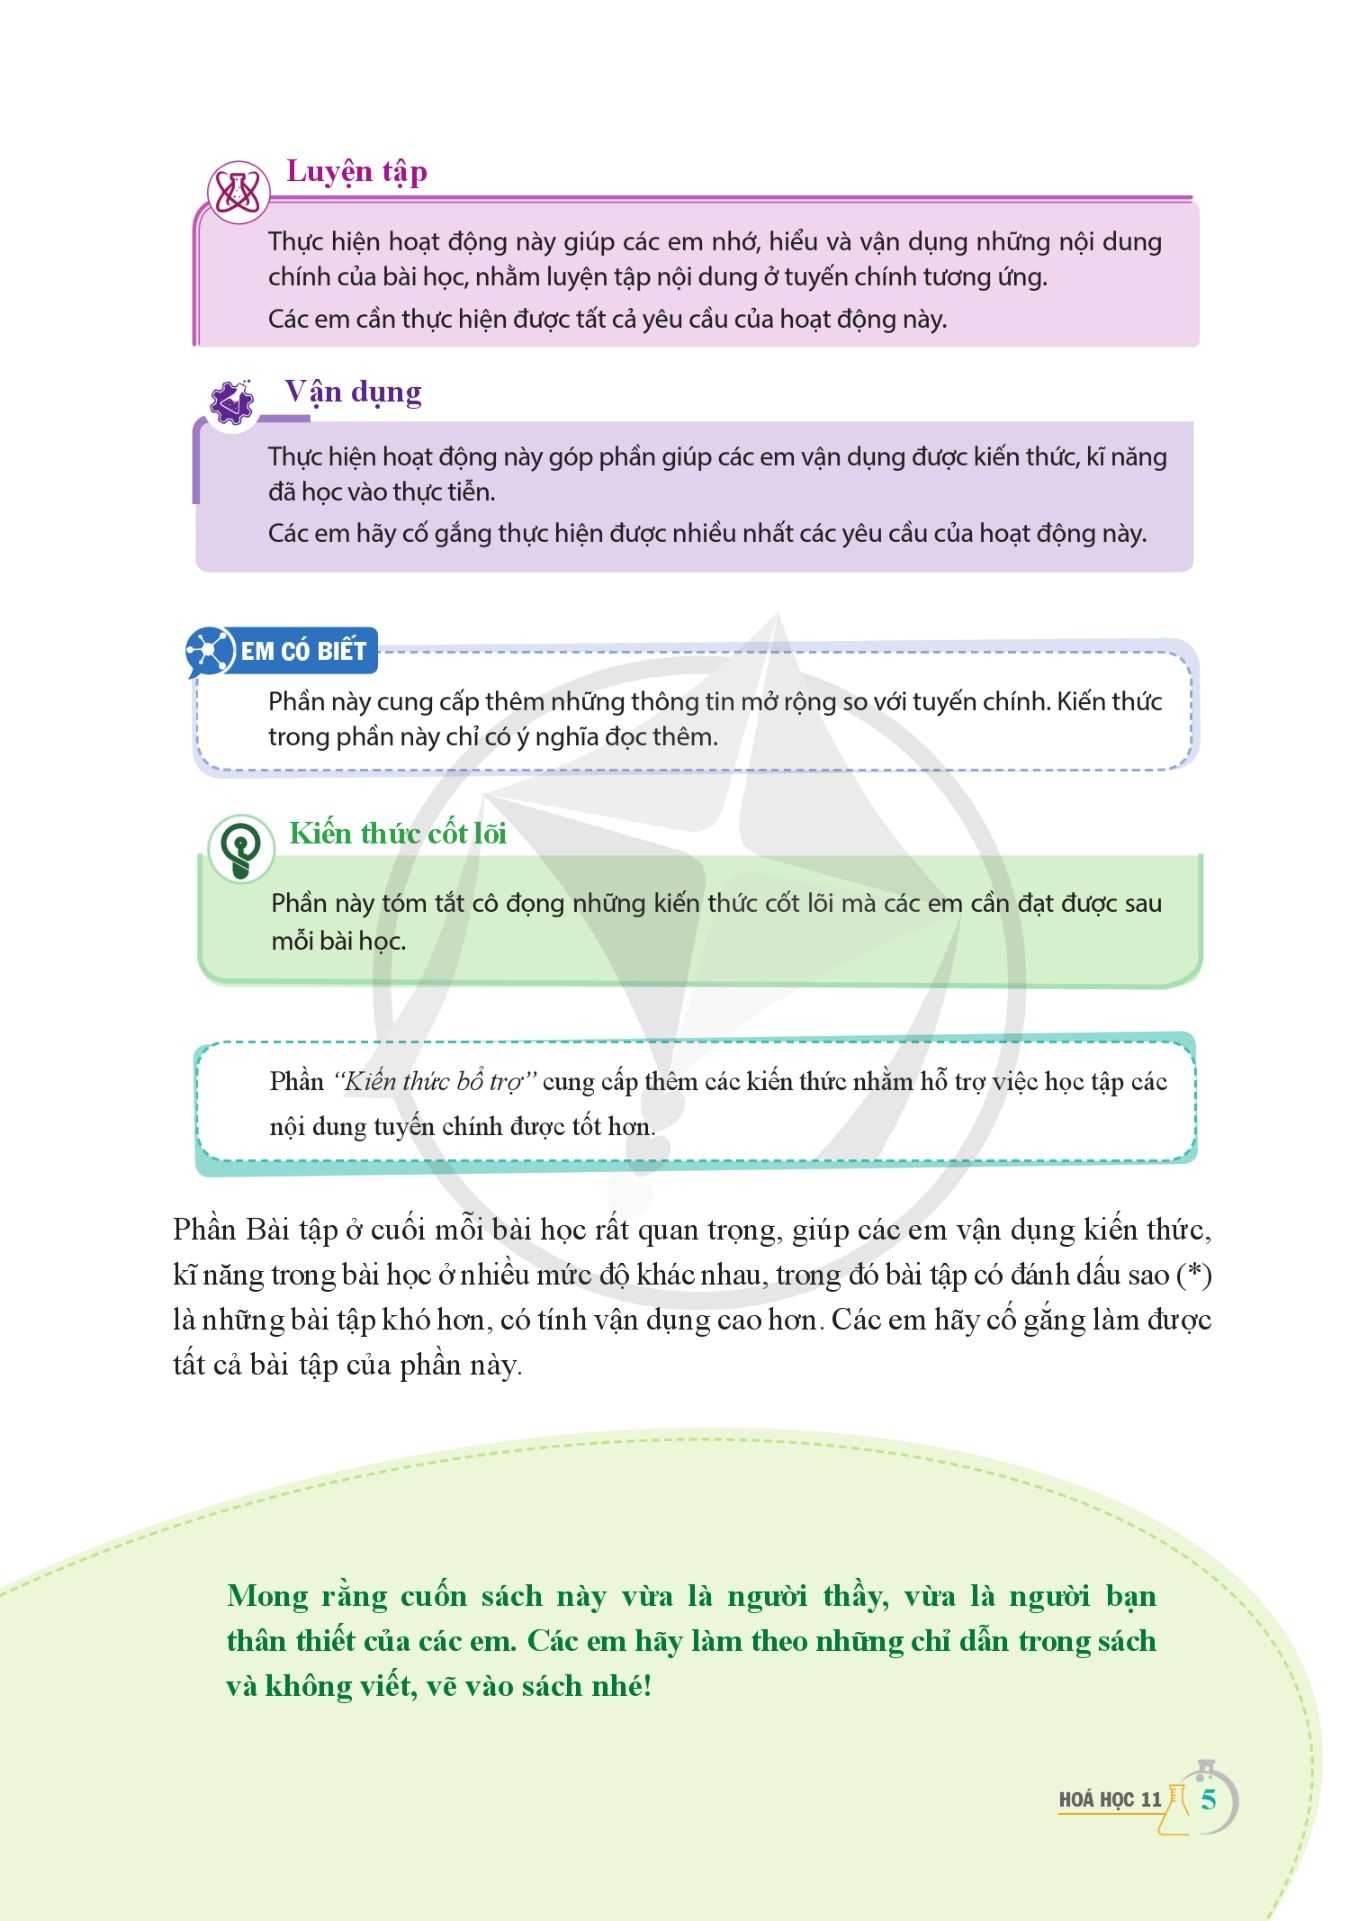 Luyện tập
Thực hiện hoạt động này giúp các em nhớ, hiểu và vận dụng những nội dung
chính của bài học, nhằm luyện tập nội dung ở tuyến chính tương ứng.
Các em cần thực hiện được tất cả yêu cầu của hoạt động này.
Vận dụng
Thực hiện hoạt động này góp phần giúp các em vận dụng được kiến thức, kĩ năng
đã học vào thực tiễn.
Các em hãy cố gắng thực hiện được nhiều nhất các yêu cầu của hoạt động này.
EM CÓ BIẾT
Phần này cung cấp thêm những thông tin mở rộng so với tuyến chính. Kiến thức
trong phần này chỉ có ý nghĩa đọc thêm.
Kiến thức cốt lõi
Phần này tóm tắt cô đọng những kiến thức cốt lõi mà các em cần đạt được sau
mỗi bài học.
Phần “Kiến thức bổ trợ” cung cấp thêm các kiến thức nhằm hỗ trợ việc học tập các
nội dung tuyến chính được tốt hơn.
Phần Bài tập ở cuối mỗi bài học rất quan trọng, giúp các em vận dụng kiến thức,
kĩ năng trong bài học ở nhiều mức độ khác nhau, trong đó bài tập có đánh dấu sao (*)
là những bài tập khó hơn, có tính vận dụng cao hơn. Các em hãy cố gắng làm được
tất cả bài tập của phần này.
Mong rằng cuốn sách này vừa là người thầy, vừa là người bạn
thân thiết của các em. Các em hãy làm theo những chỉ dẫn trong sách
và không viết, vẽ vào sách nhé!
HOÁ HỌC 11 5